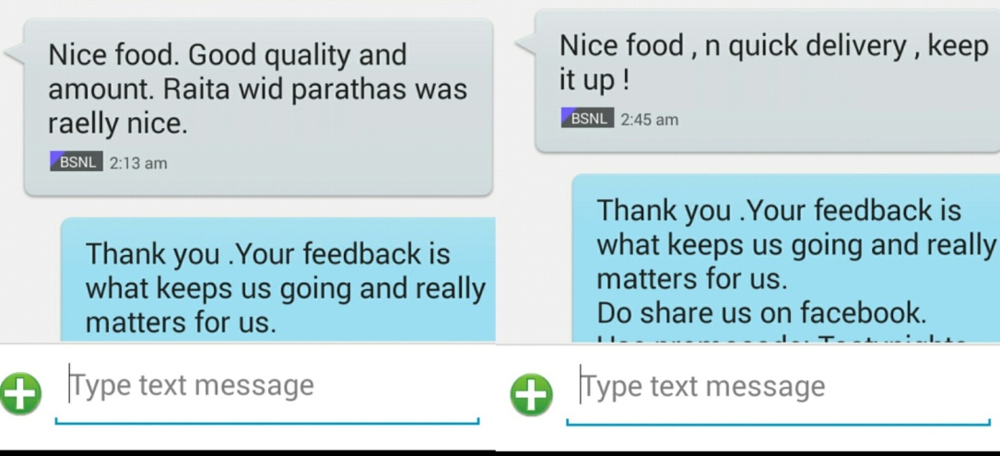 Nice food. Good quality and
amount. Raita wid parathas was
raelly nice.
BSNL 2:13 am
Thank you .Your feedback is
what keeps us going and really
matters for us.
Type text message
Nice food , n quick delivery , keep
it up !
BSNL 2:45 am
Thank you .Your feedback is
what keeps us going and really
matters for us.
Do share us on facebook.
Use promocode: Tastynights
Type text message